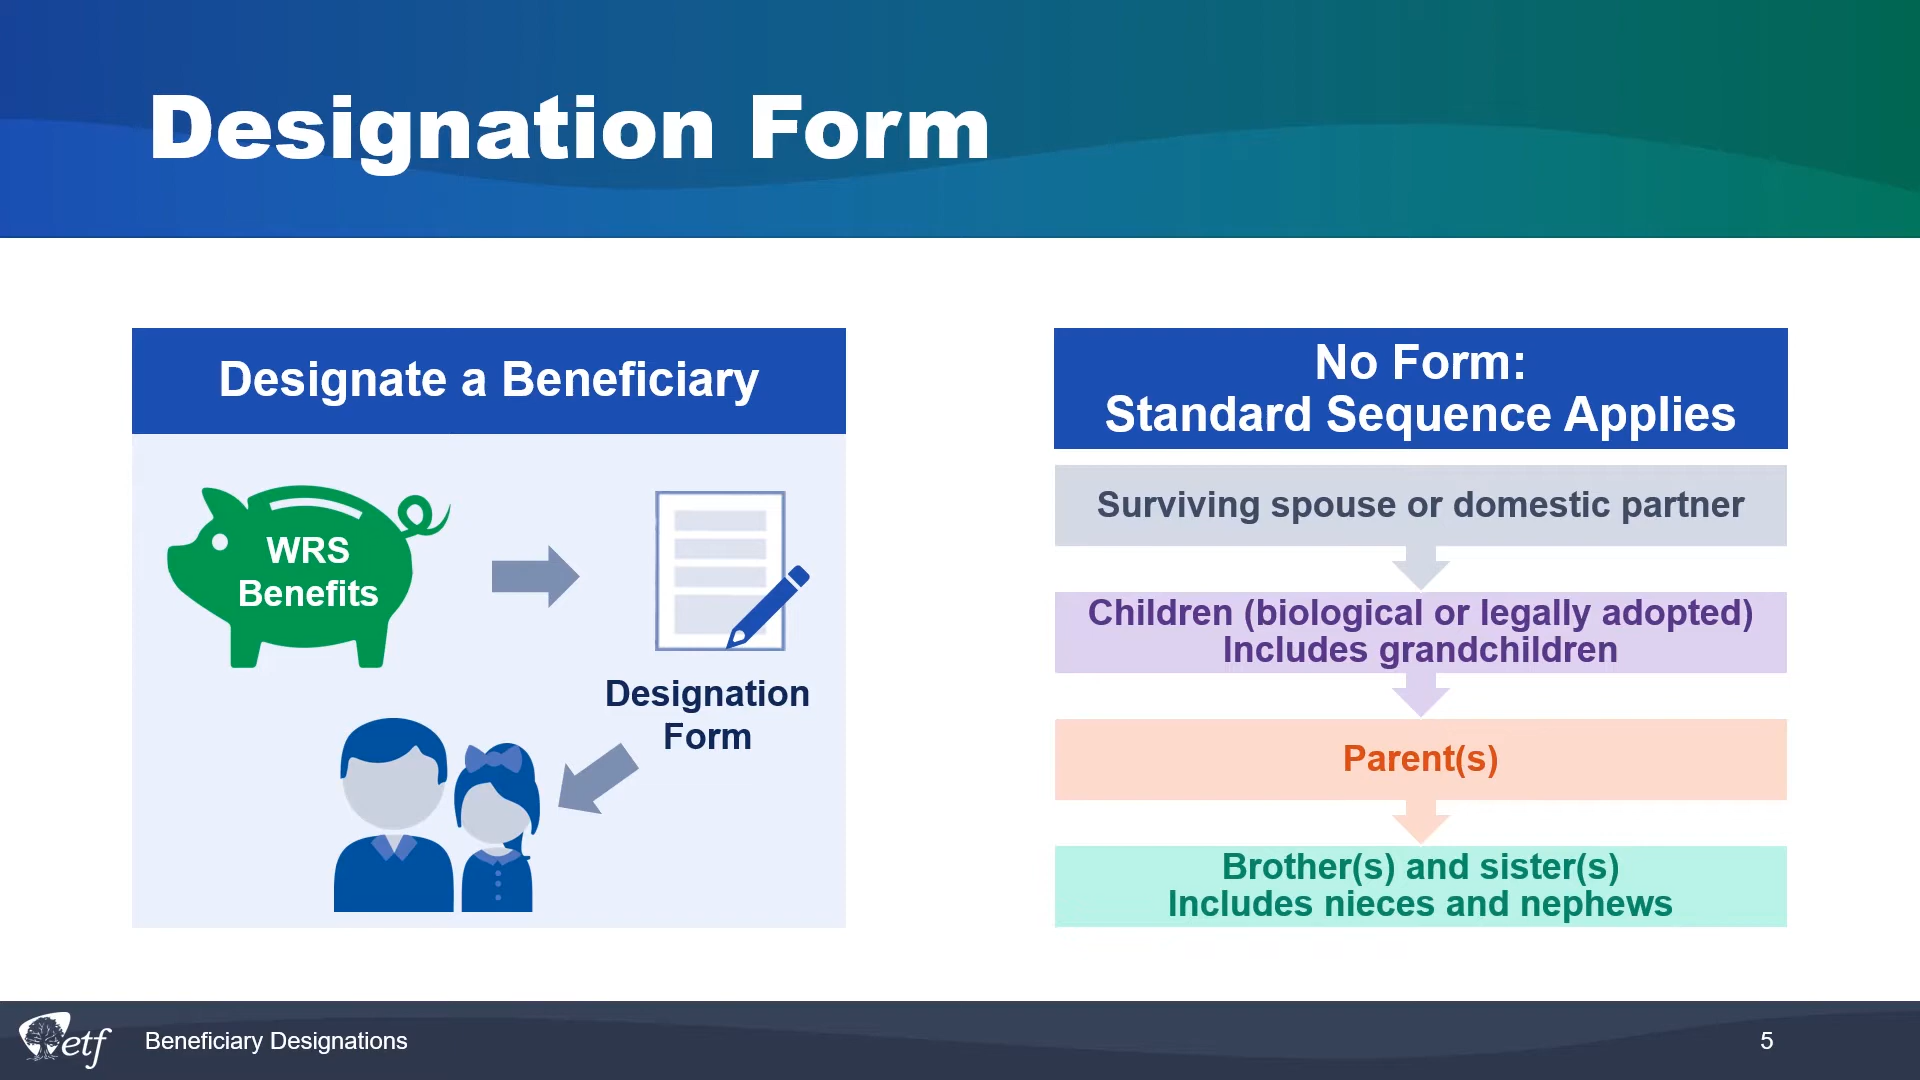 Designation Form
Designate a Beneficiary
WRS
Benefits
Designation
Form
No Form:
Standard Sequence Applies
Surviving spouse or domestic partner
Children (biological or legally adopted)
Includes grandchildren
Parent(s)
Brother(s) and sister(s)
Includes nieces and nephews
etf
Beneficiary Designations
5